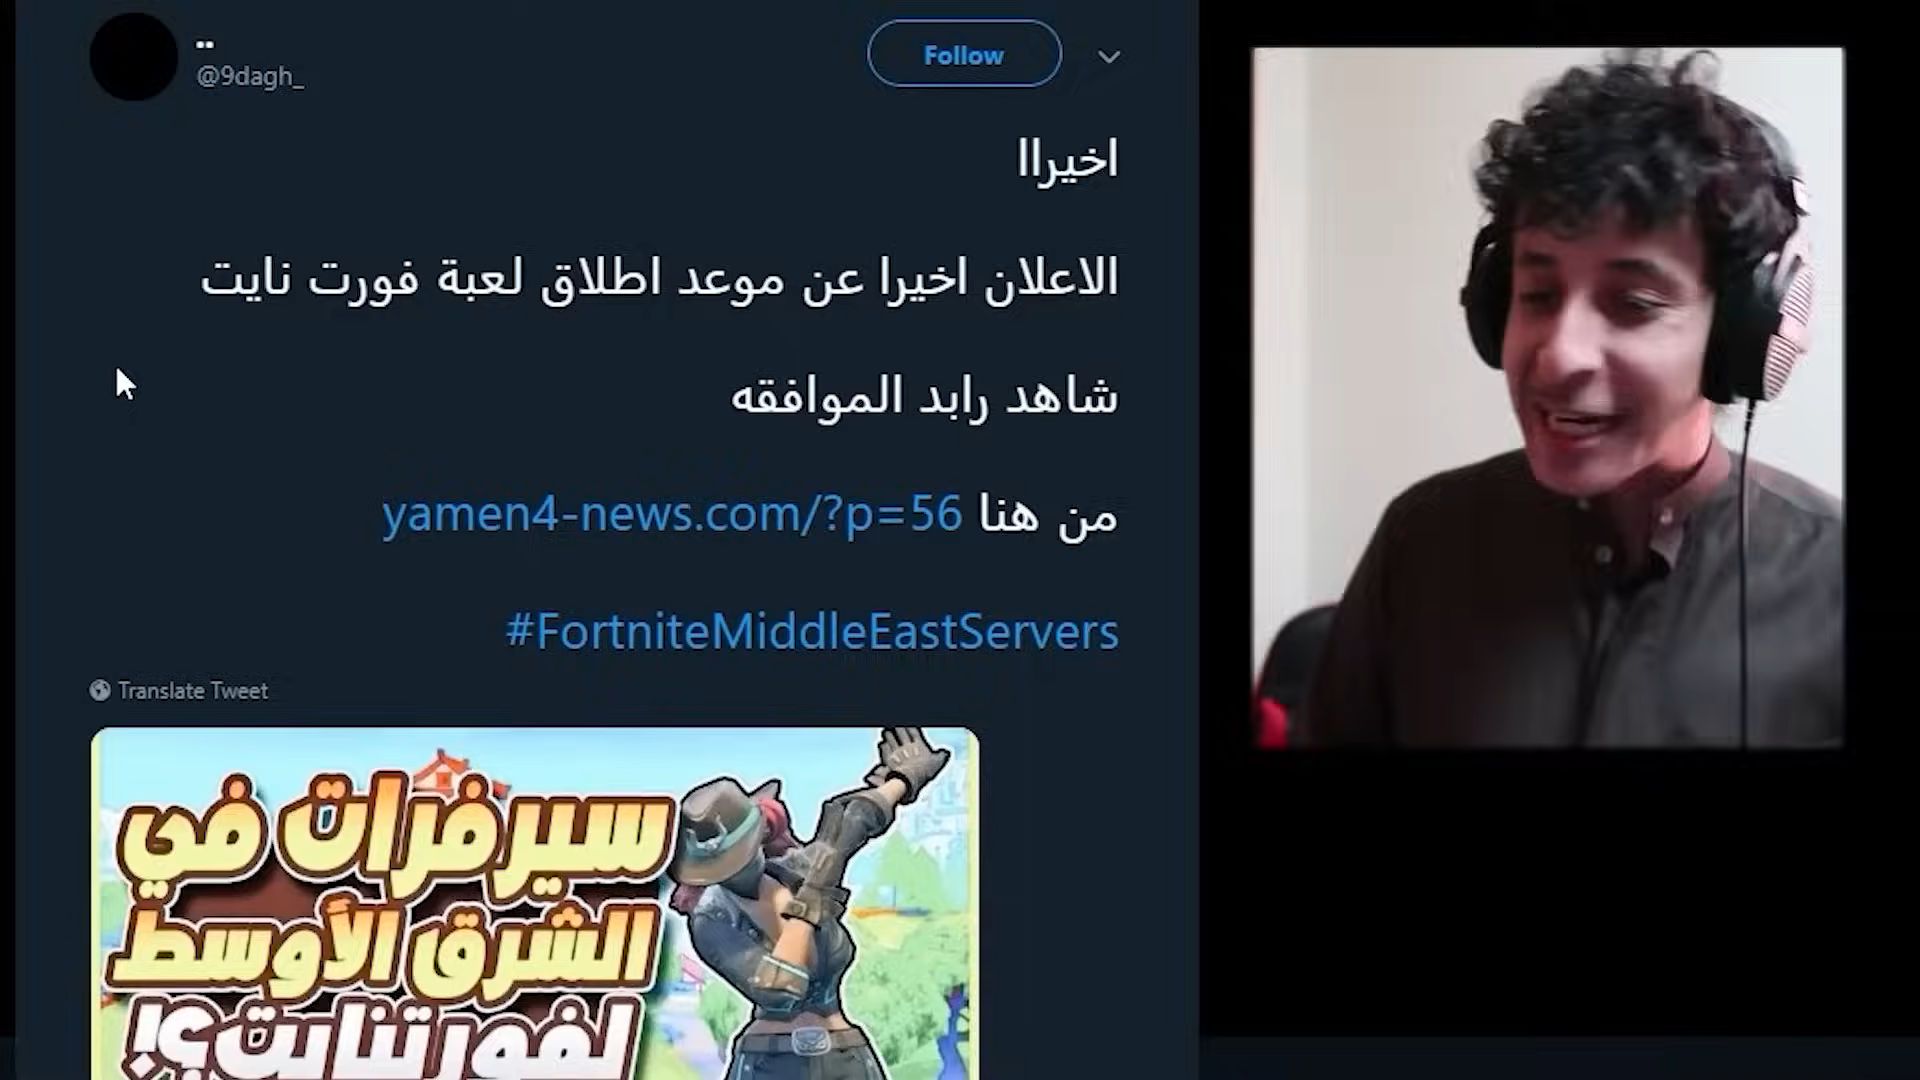 ..
@9dagh_
Follow
اخيراا
الاعلان اخيرا عن موعد اطلاق لعبة فورت نايت
شاهد رابد الموافقه
من هنا yamen4-news.com/?p=56
#FortniteMiddleEastServers
Translate Tweet
سيرفرات في
الشرق الأوسط
لفورتنايت؟!